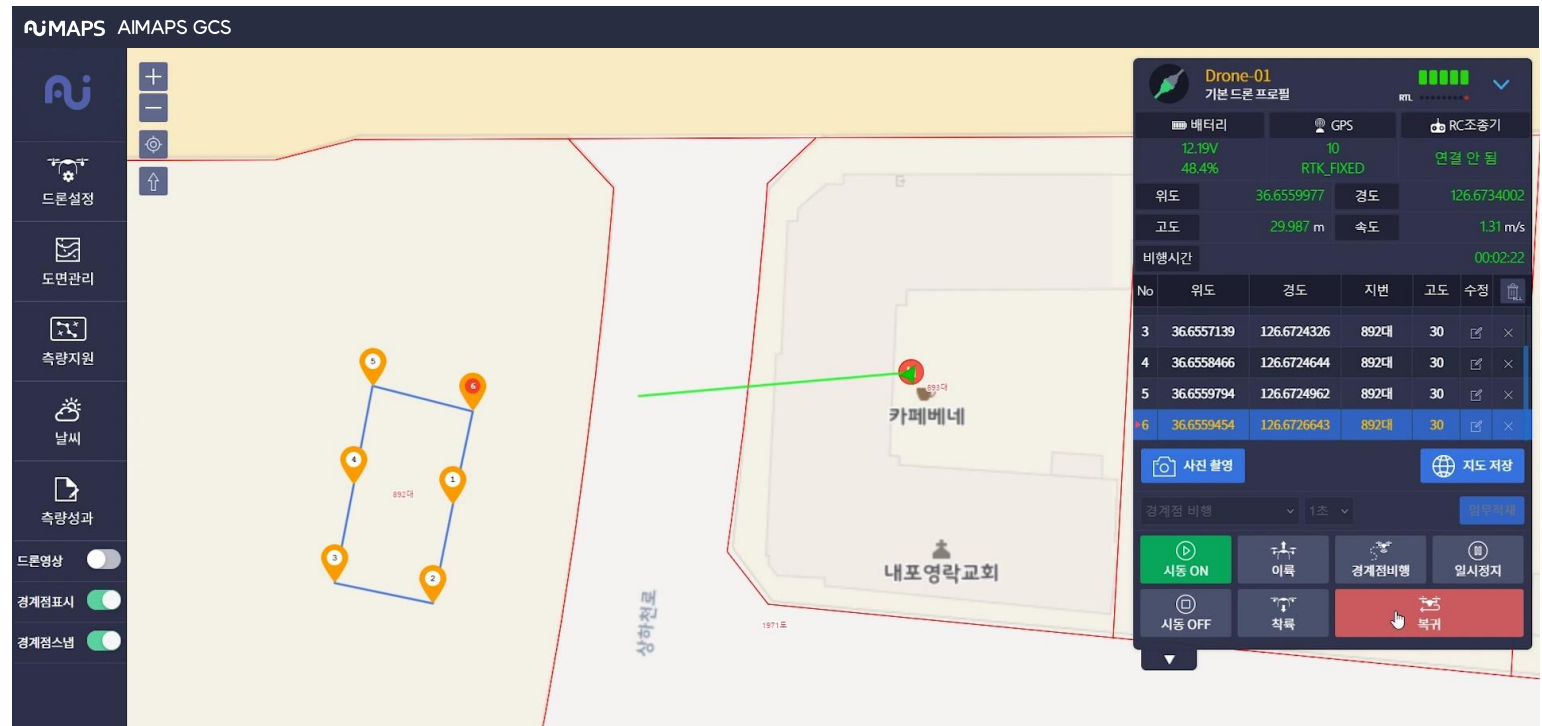 AiMAPS AIMAPS GCS
Ai
드론설정
도면관리
측량지원
날씨
측량성과
드론영상
경계점표시
경계점스냅
5
6
4
1
892대
3
2
893대
카페베네
내포영락교회
상하천로
1971도
Drone-01
기본 드론 프로필
RTL
배터리 GPS RC조종기
12.19V 10 연결 안 됨
48.4% RTK_FIXED
위도 36.6559977 경도 126.6734002
고도 29.987 m 속도 1.31 m/s
비행시간 00:02:22
No 위도 경도 지번 고도 수정
3 36.6557139 126.6724326 892대 30
4 36.6558466 126.6724644 892대 30
5 36.6559794 126.6724962 892대 30
6 36.6559454 126.6726643 892대 30
사진 촬영 지도 저장
경계점 비행 1초 임무적재
시동 ON 이륙 경계점비행 일시정지
시동 OFF 착륙 복귀